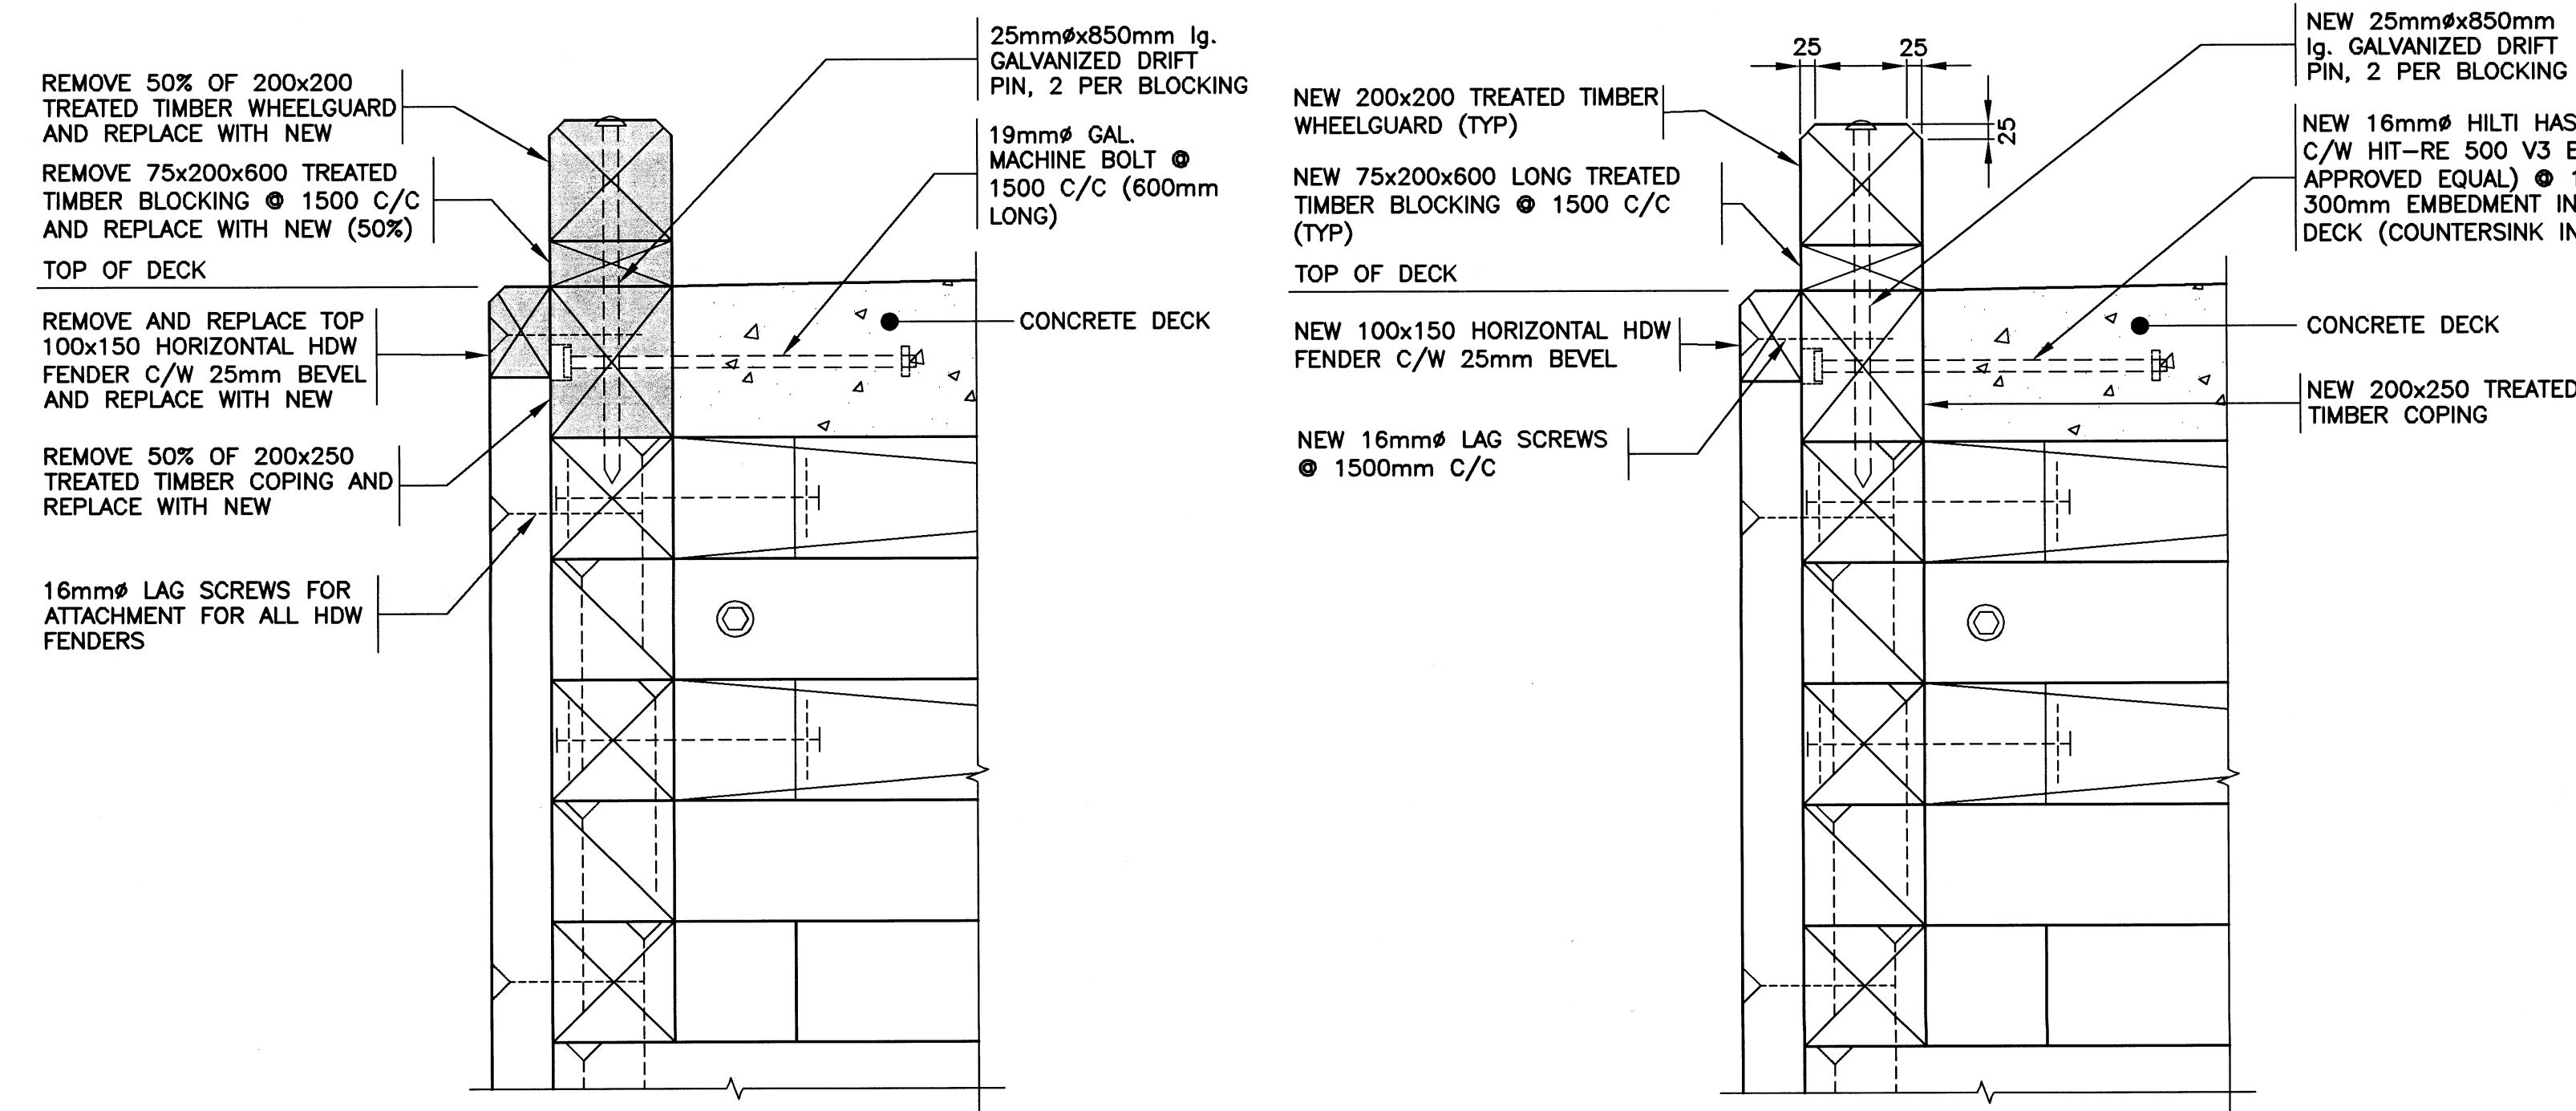 REMOVE 50% OF 200x200
TREATED TIMBER WHEELGUARD
AND REPLACE WITH NEW
REMOVE 75x200x600 TREATED
TIMBER BLOCKING @ 1500 C/C
AND REPLACE WITH NEW (50%)
TOP OF DECK
REMOVE AND REPLACE TOP
100x150 HORIZONTAL HDW
FENDER C/W 25mm BEVEL
AND REPLACE WITH NEW
REMOVE 50% OF 200x250
TREATED TIMBER COPING AND
REPLACE WITH NEW
16mmø LAG SCREWS FOR
ATTACHMENT FOR ALL HDW
FENDERS
25mmøx850mm lg.
GALVANIZED DRIFT
PIN, 2 PER BLOCKING
19mmø GAL.
MACHINE BOLT @
1500 C/C (600mm
LONG)
CONCRETE DECK
NEW 200x200 TREATED TIMBER
WHEELGUARD (TYP)
NEW 75x200x600 LONG TREATED
TIMBER BLOCKING @ 1500 C/C
(TYP)
TOP OF DECK
NEW 100x150 HORIZONTAL HDW
FENDER C/W 25mm BEVEL
NEW 16mmø LAG SCREWS
@ 1500mm C/C
25
25
25
NEW 25mmøx850mm
lg. GALVANIZED DRIFT
PIN, 2 PER BLOCKING
NEW 16mmø HILTI HAS
C/W HIT-RE 500 V3
APPROVED EQUAL) @
300mm EMBEDMENT
DECK (COUNTERSINK
CONCRETE DECK
NEW 200x250 TREATED
TIMBER COPING